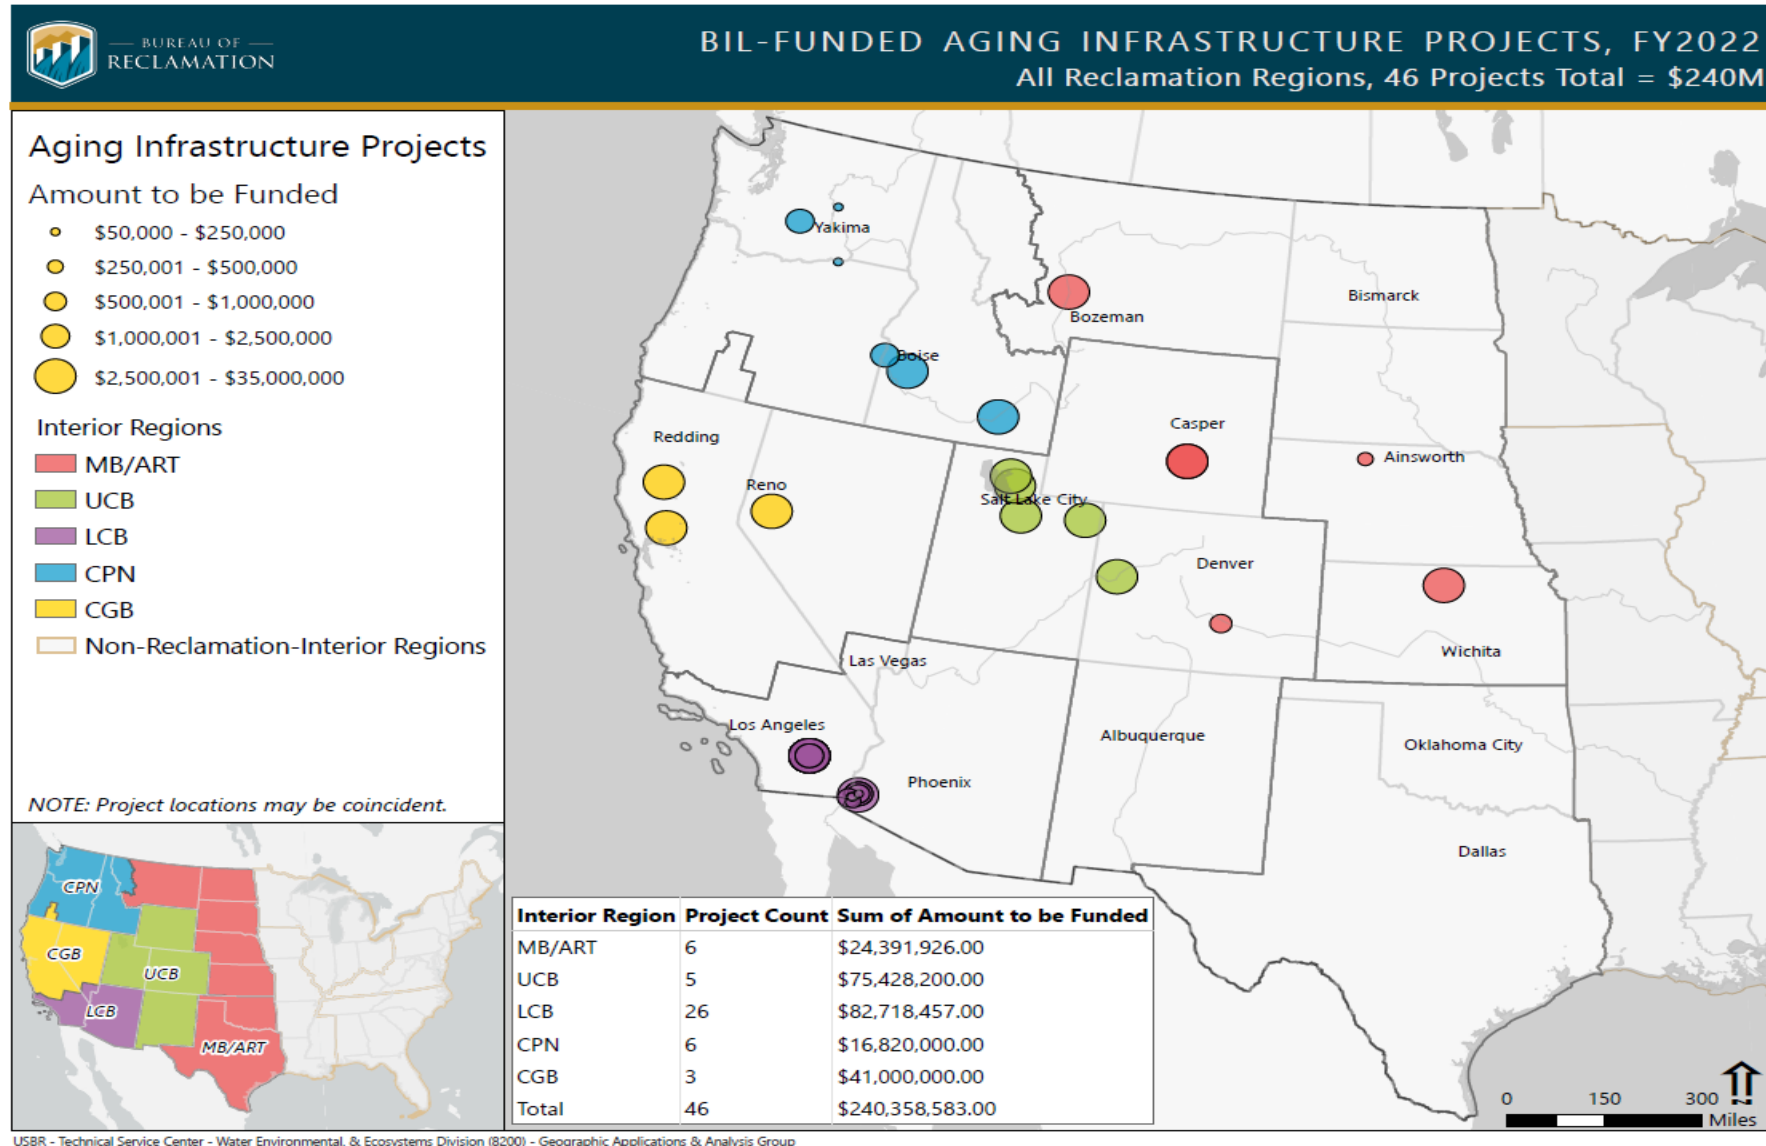 — BUREAU OF —
RECLAMATION
BIL-FUNDED AGING INFRASTRUCTURE PROJECTS, FY2022
All Reclamation Regions, 46 Projects Total = $240M
Aging Infrastructure Projects
Amount to be Funded
$50,000 - $250,000
$250,001 - $500,000
$500,001 - $1,000,000
$1,000,001 - $2,500,000
$2,500,001 - $35,000,000
Interior Regions
MB/ART
UCB
LCB
CPN
CGB
Non-Reclamation-Interior Regions
NOTE: Project locations may be coincident.
CPN
CGB
UCB
LCB
MB/ART
Yakima
Bozeman
Bismarck
Boise
Casper
Redding
Ainsworth
Reno
Salt Lake City
Denver
Wichita
Las Vegas
Los Angeles
Albuquerque
Oklahoma City
Phoenix
Dallas
Interior Region Project Count Sum of Amount to be Funded
MB/ART 6 $24,391,926.00
UCB 5 $75,428,200.00
LCB 26 $82,718,457.00
CPN 6 $16,820,000.00
CGB 3 $41,000,000.00
Total 46 $240,358,583.00
0 150 300
Miles
N
USBR - Technical Service Center - Water Environmental, & Ecosystems Division (8200) - Geographic Applications & Analysis Group